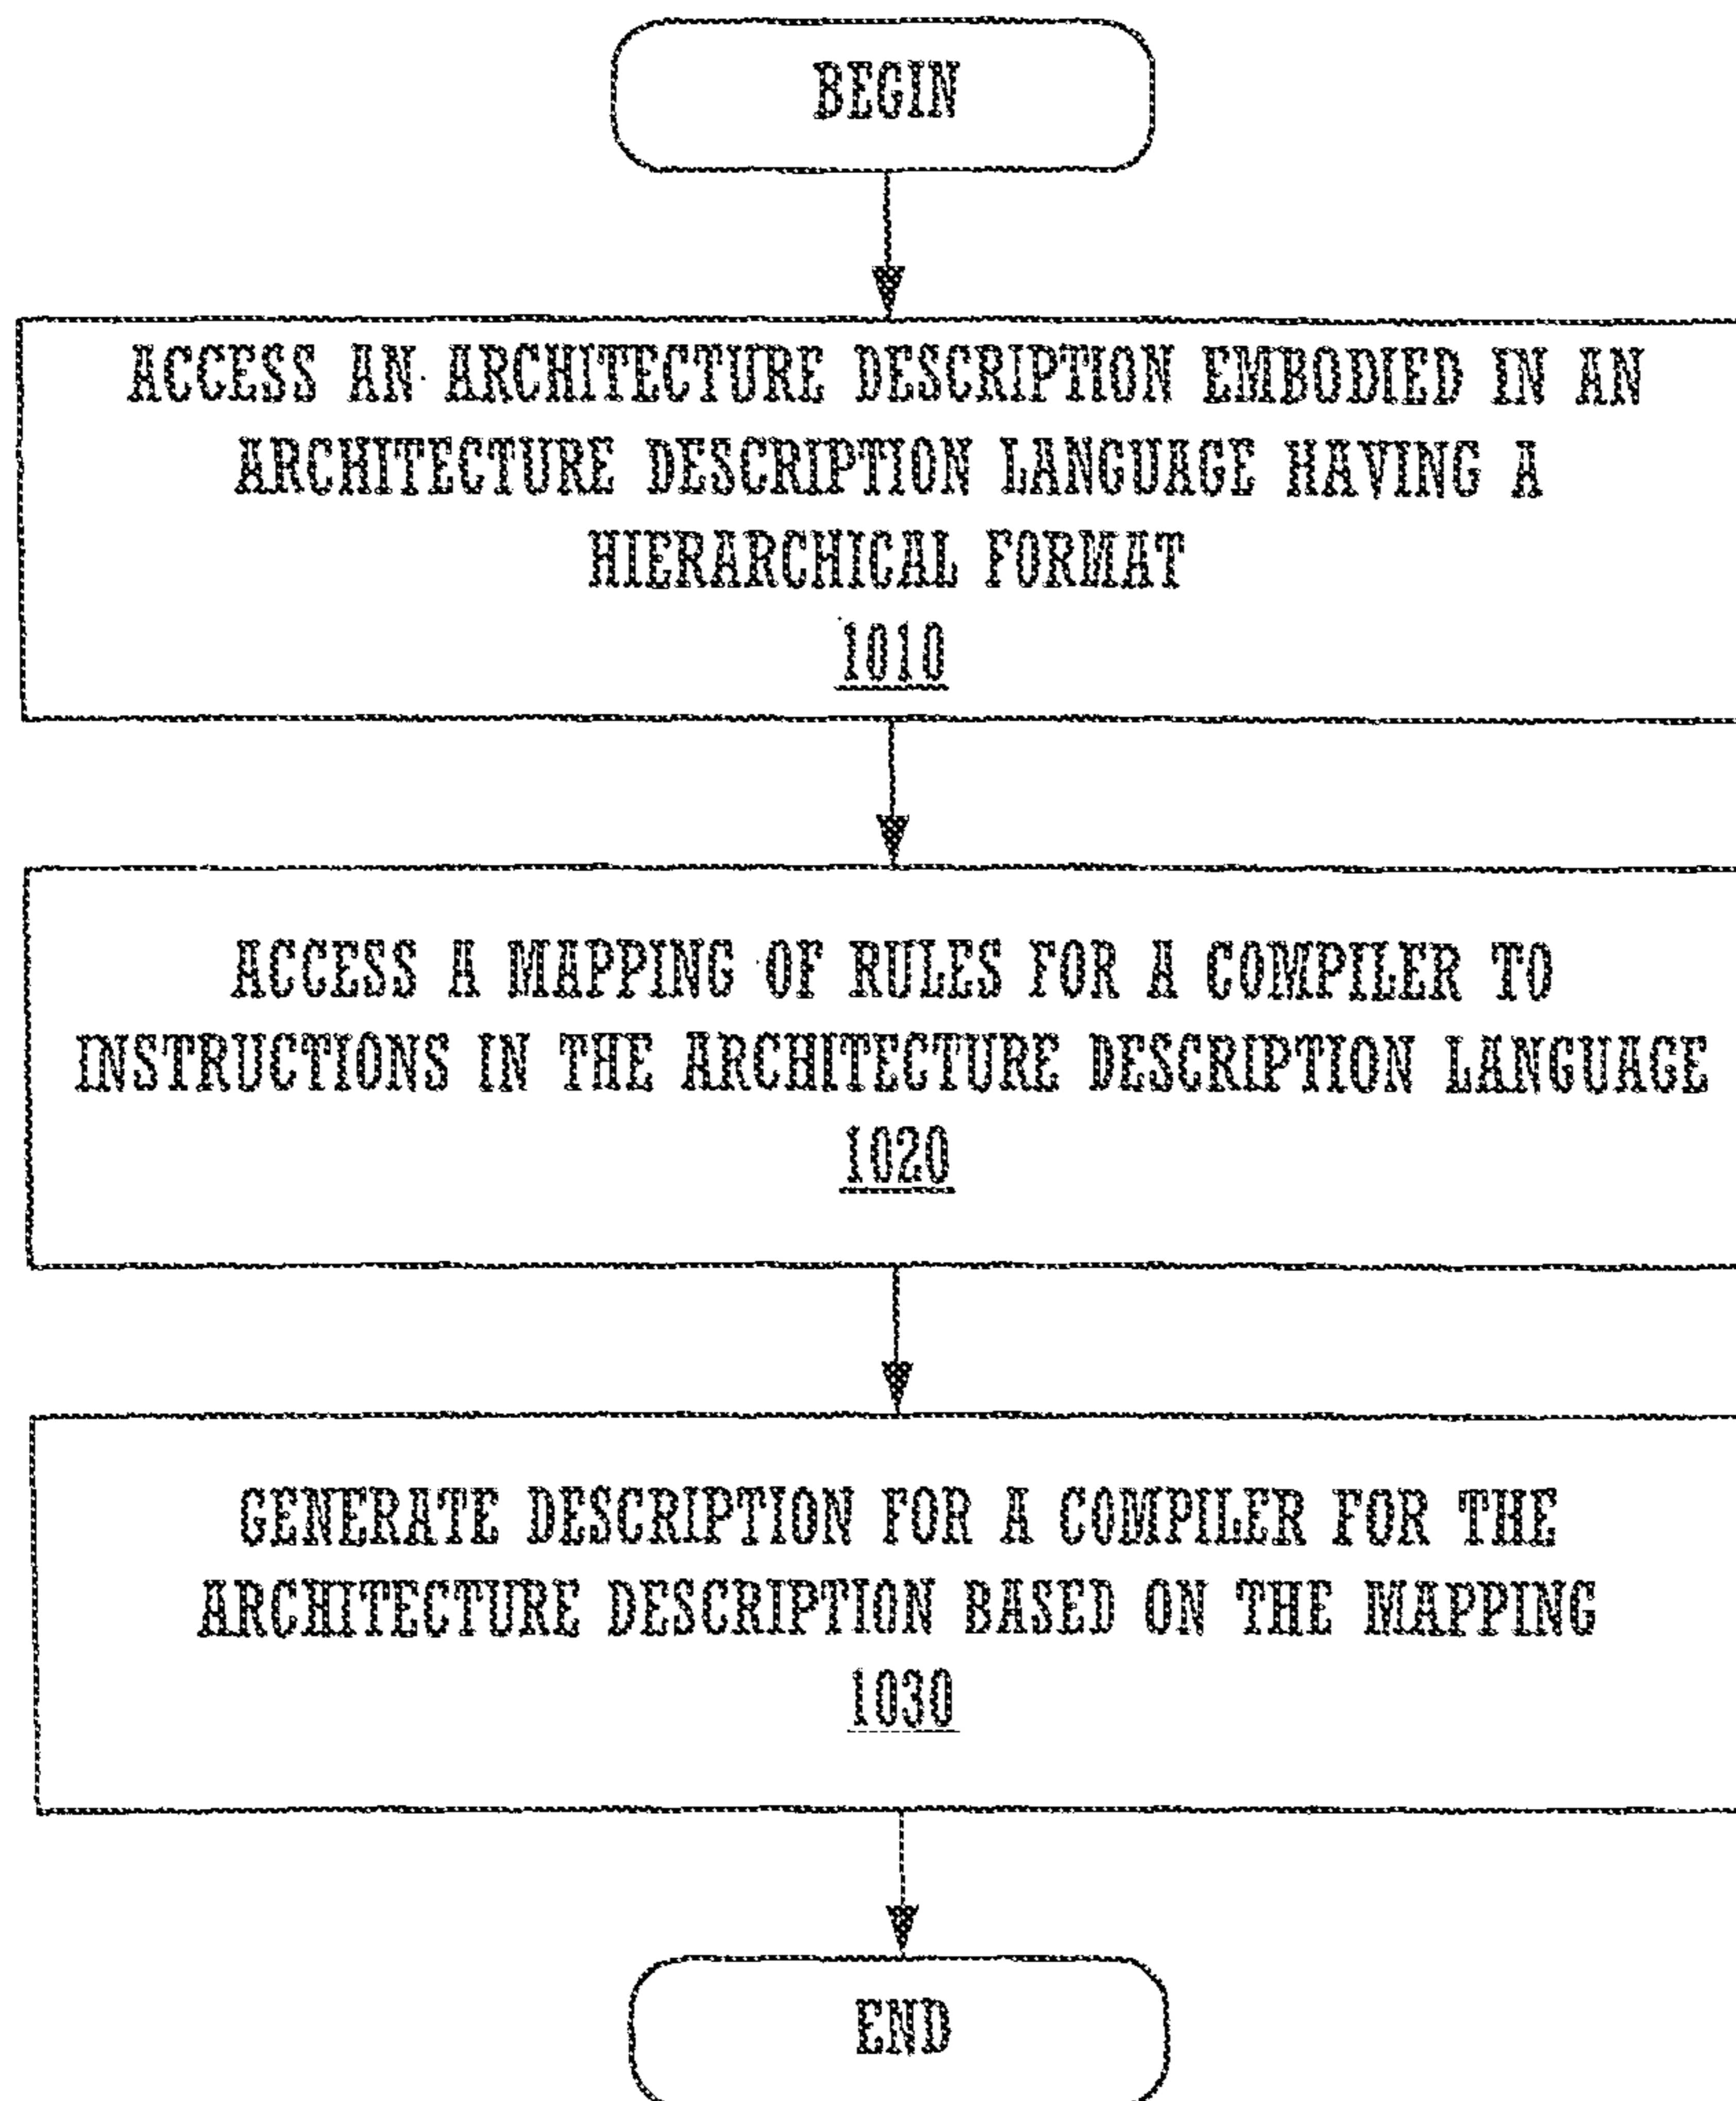 BEGIN
ACCESS AN ARCHITECTURE DESCRIPTION EMBODIED IN AN
ARCHITECTURE DESCRIPTION LANGUAGE HAVING A
HIERARCHICAL FORMAT
1010
ACCESS A MAPPING OF RULES FOR A COMPILER TO
INSTRUCTIONS IN THE ARCHITECTURE DESCRIPTION LANGUAGE
1020
GENERATE DESCRIPTION FOR A COMPILER FOR THE
ARCHITECTURE DESCRIPTION BASED ON THE MAPPING
1030
END